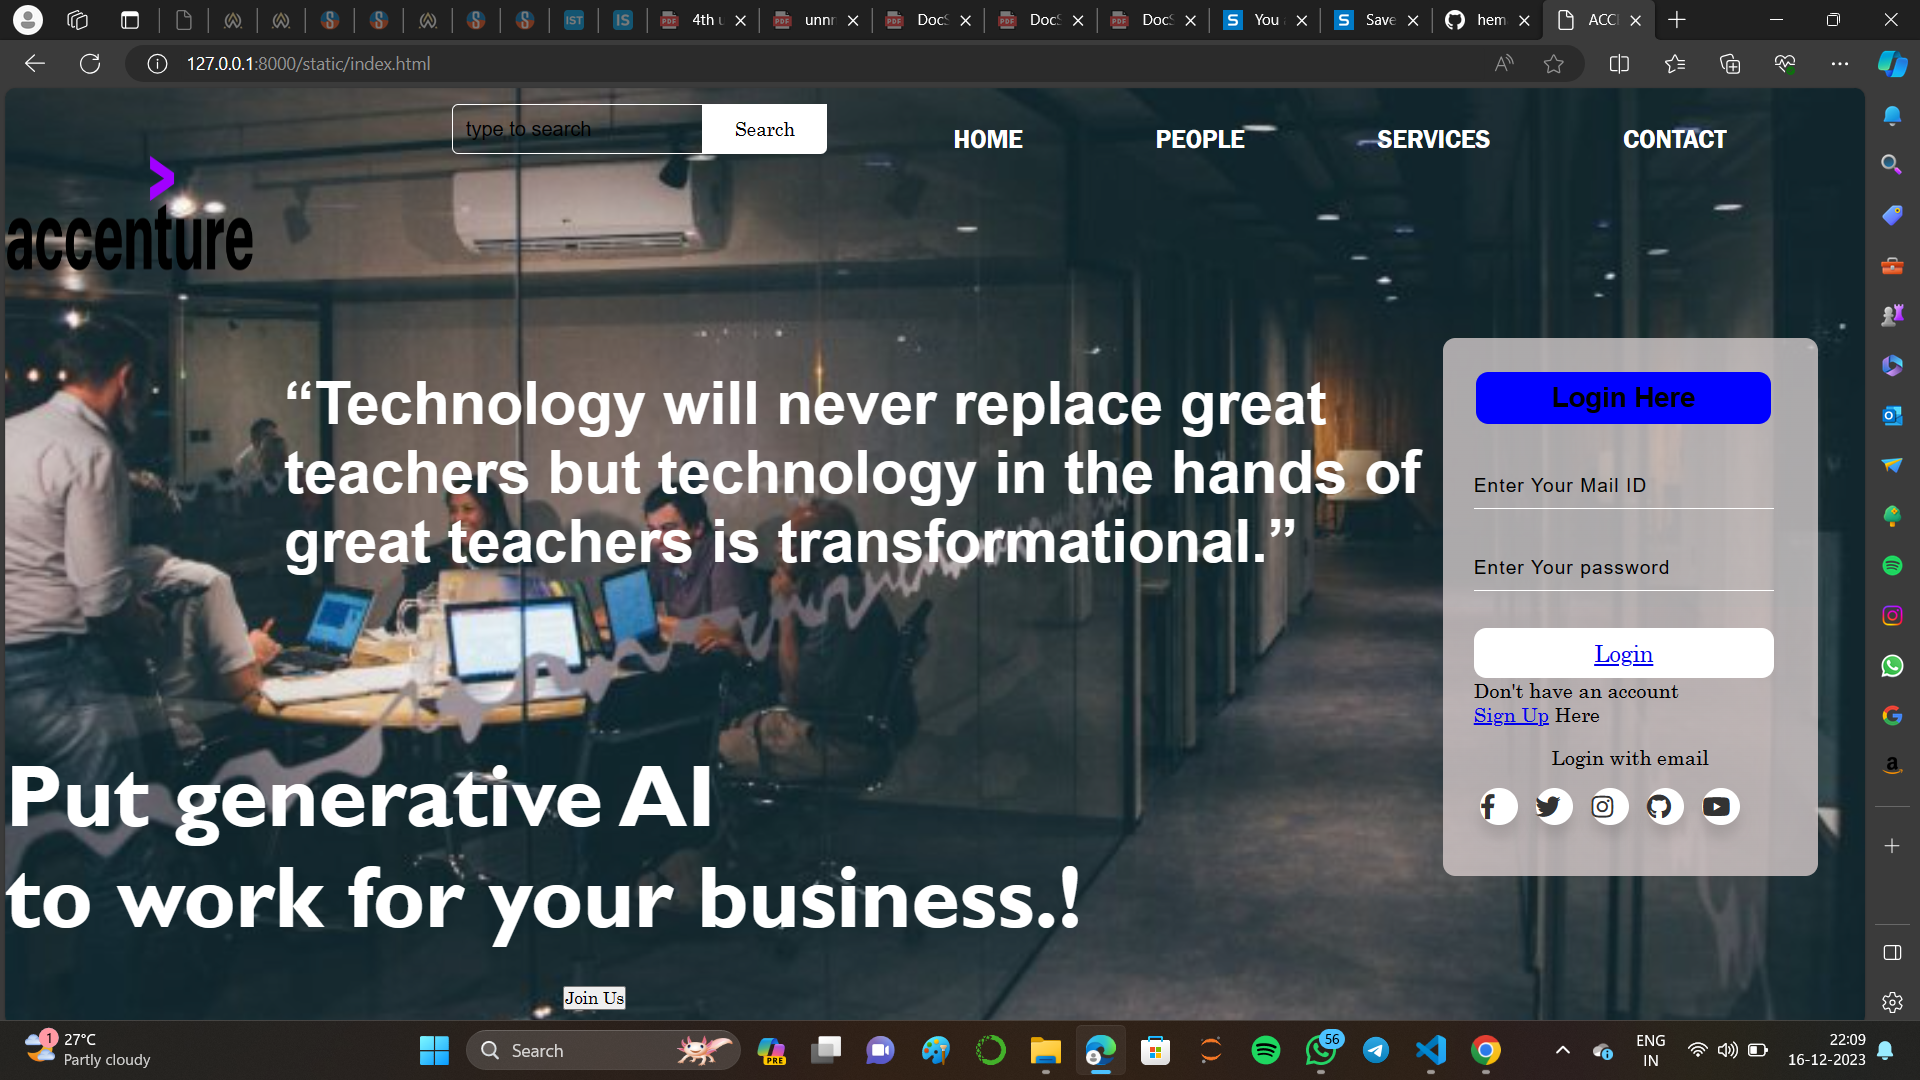 4th u
unnr
DocS
DocS
DocS
You a
Save
hem
ACCE
127.0.0.1:8000/static/index.html
type to search
Search
HOME
PEOPLE
SERVICES
CONTACT
>
accenture
“Technology will never replace great
teachers but technology in the hands of
great teachers is transformational.”
Login Here
Enter Your Mail ID
Enter Your password
Login
Don't have an account
Sign Up Here
Login with email
Put generative AI
to work for your business.!
Join Us
1
27°C
Partly cloudy
Search
PRE
56
ENG
IN
22:09
16-12-2023